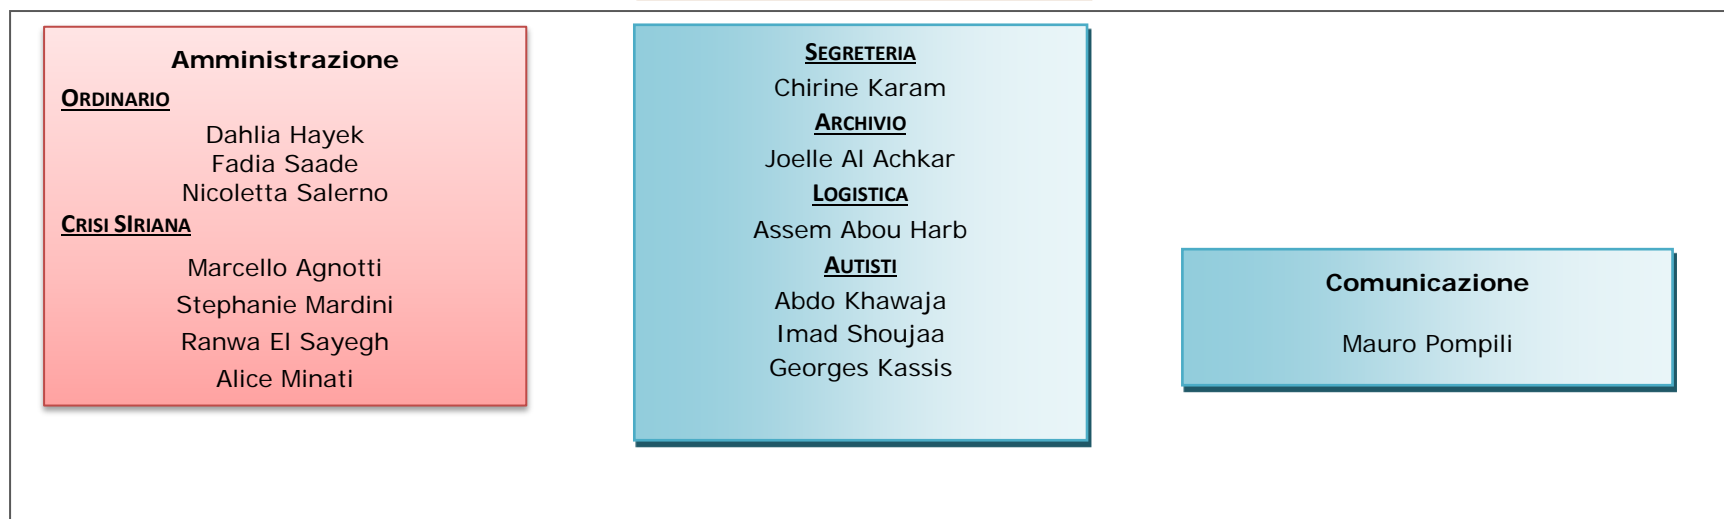 Amministrazione
ORDINARIO
Dahlia Hayek
Fadia Saade
Nicoletta Salerno
CRISI SIRIANA
Marcello Agnotti
Stephanie Mardini
Ranwa El Sayegh
Alice Minati
SEGRETERIA
Chirine Karam
ARCHIVIO
Joelle Al Achkar
LOGISTICA
Assem Abou Harb
AUTISTI
Abdo Khawaja
Imad Shoujaa
Georges Kassis
Comunicazione
Mauro Pompili